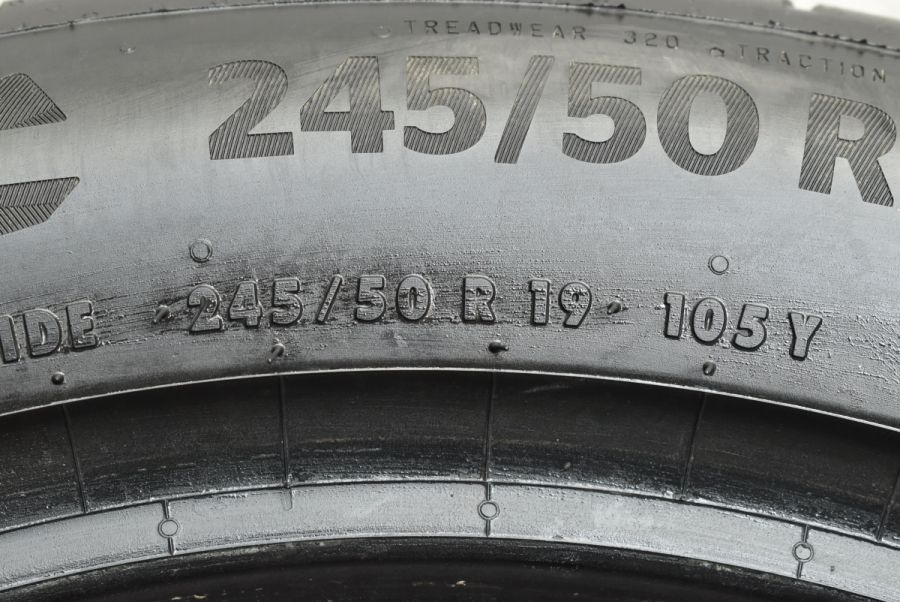 TREADWEAR 320 TRACTION
245/50 R
IDE 245/50 R 19 105 Y